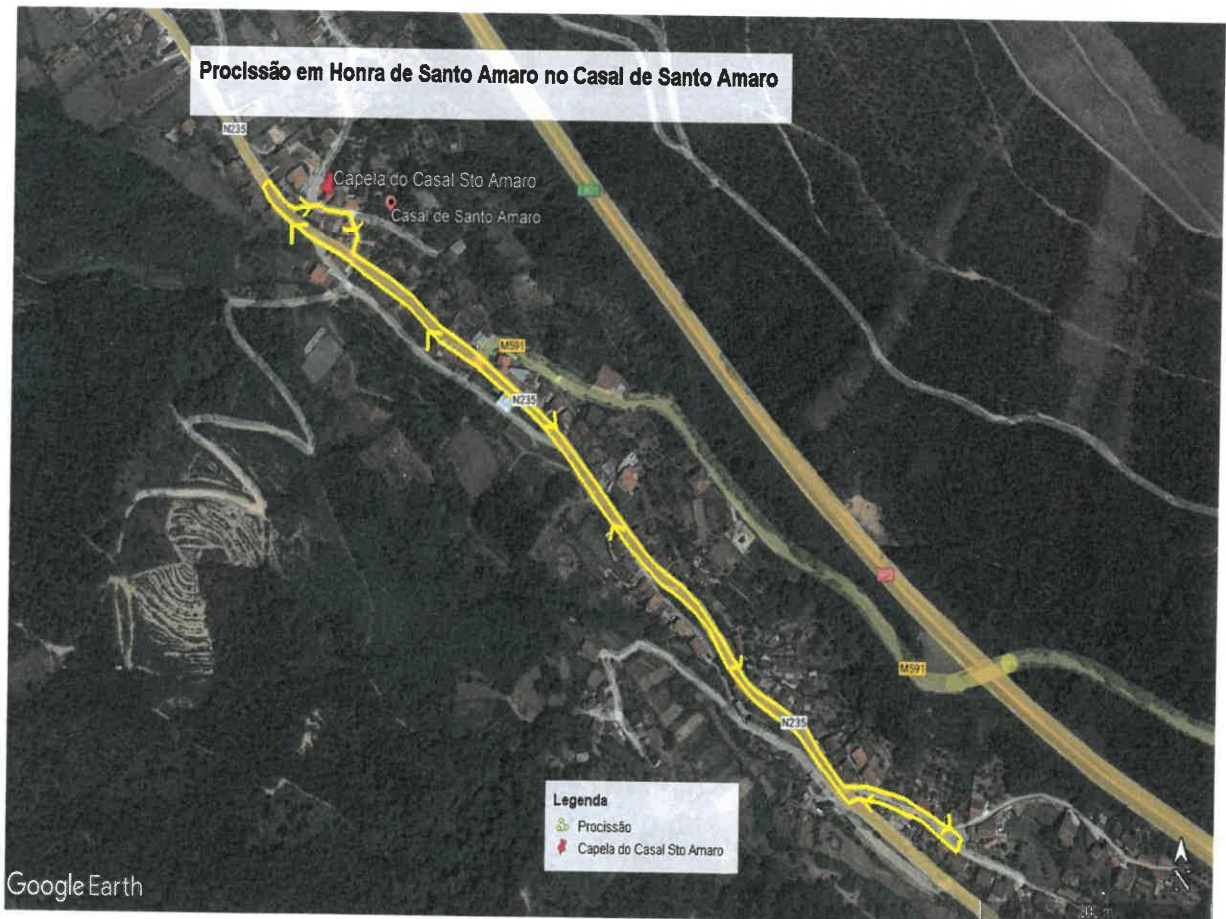 Procissão em Honra de Santo Amaro no Casal de Santo Amaro
N235
Capela do Casal Sto Amaro
Casal de Santo Amaro
M591
N235
M591
N235
Legenda
Procissão
Capela do Casal Sto Amaro
Google Earth